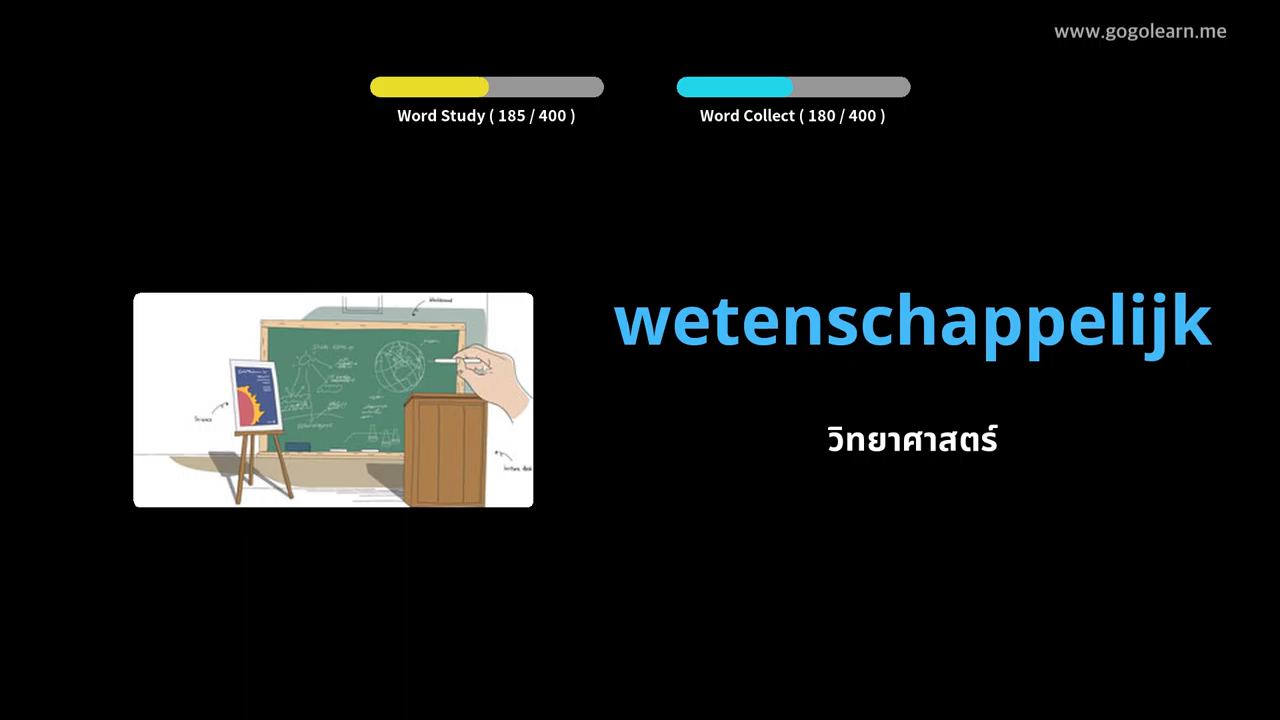 www.gogolearn.me
Word Study ( 185 / 400 )
Word Collect ( 180 / 400 )
wetenschappelijk
วิทยาศาสตร์
Science